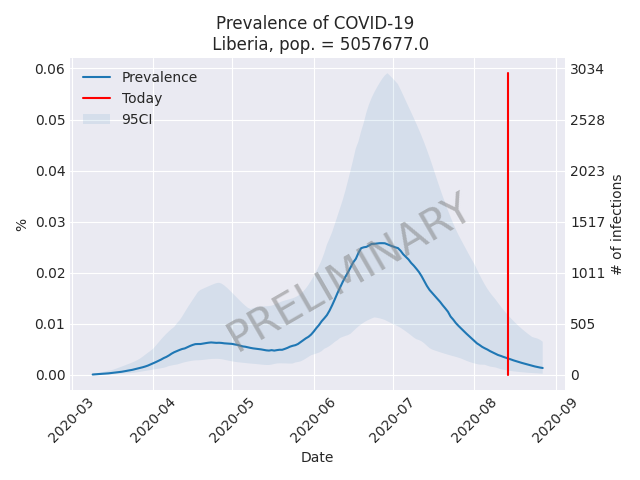 Prevalence of COVID-19
Liberia, pop. = 5057677.0
Prevalence
Today
95CI
PRELIMINARY
%
0.06
0.05
0.04
0.03
0.02
0.01
0.00
3034
2528
2023
1517
1011
505
0
# of infections
2020-03
2020-04
2020-05
2020-06
2020-07
2020-08
2020-09
Date